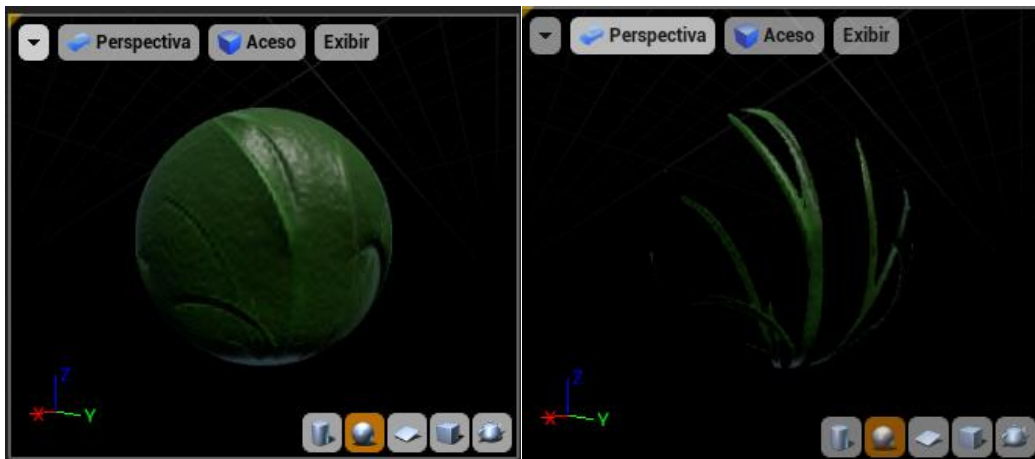 Perspectiva Aceso Exibir
Perspectiva Aceso Exibir
Z
X Y
Z
X Y